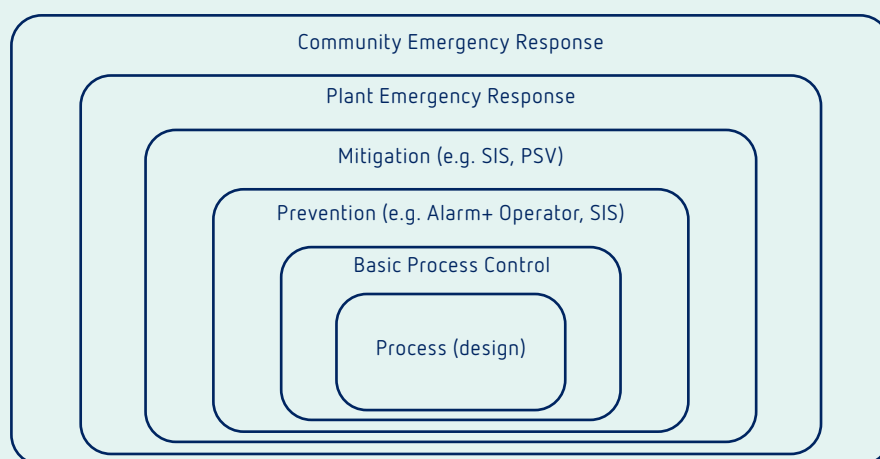 Community Emergency Response
Plant Emergency Response
Mitigation (e.g. SIS, PSV)
Prevention (e.g. Alarm+ Operator, SIS)
Basic Process Control
Process (design)